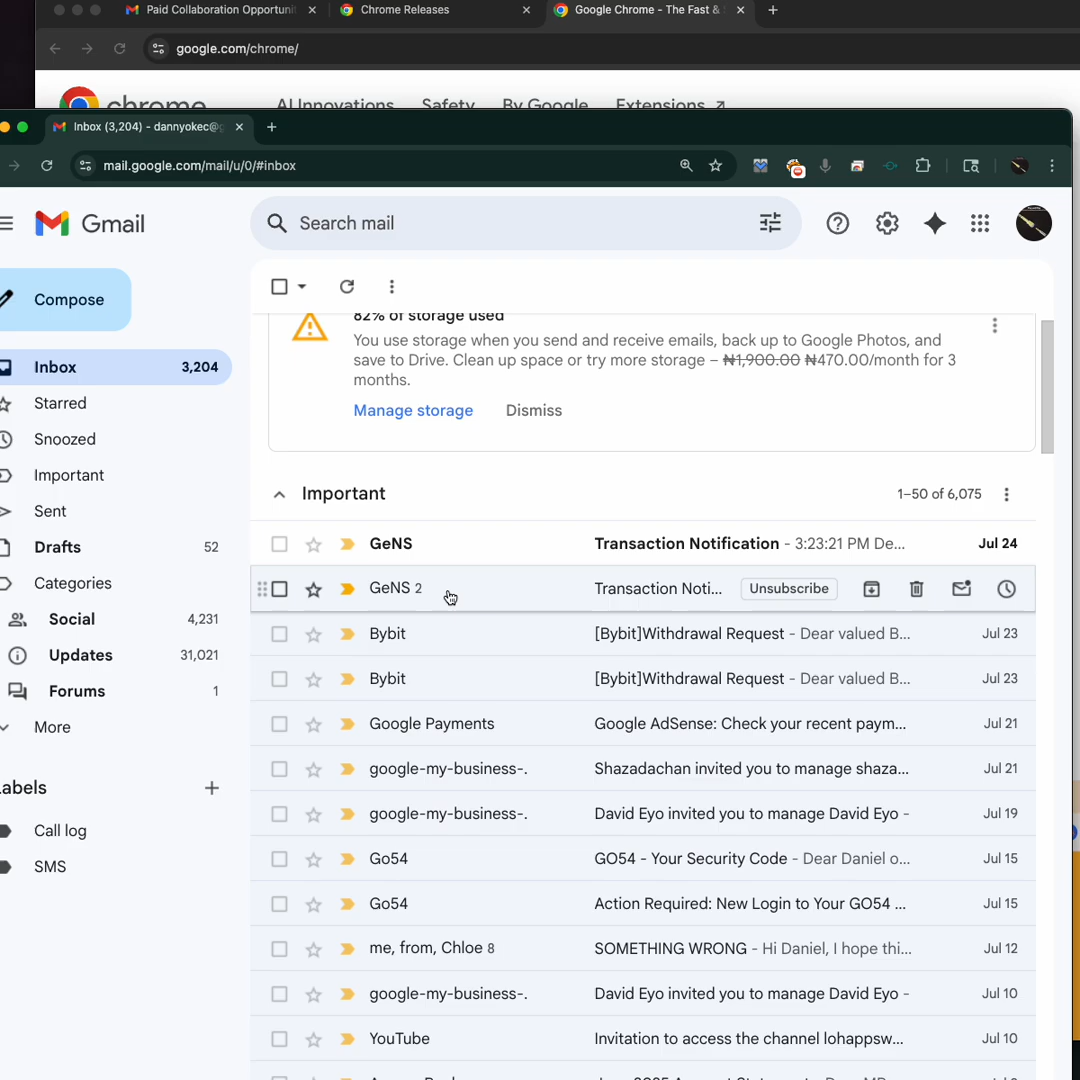 Paid Collaboration Opportuni
Chrome Releases
Google Chrome - The Fast &
google.com/chrome/
chrome
AI Innovations
Safety
By Google
Extensions
Inbox (3,204) - dannyokec@g
mail.google.com/mail/u/0/#inbox
Gmail
Search mail
Compose
82% of storage used
You use storage when you send and receive emails, back up to Google Photos, and
save to Drive. Clean up space or try more storage – ₦1,900.00 ₦470.00/month for 3
months.
Manage storage
Dismiss
Inbox 3,204
Starred
Snoozed
Important
Sent
Drafts 52
Categories
Social 4,231
Updates 31,021
Forums 1
More
Labels
Call log
SMS
Important 1–50 of 6,075
GeNS Transaction Notification - 3:23:21 PM De... Jul 24
GeNS 2 Transaction Noti... Unsubscribe
Bybit [Bybit]Withdrawal Request - Dear valued B... Jul 23
Bybit [Bybit]Withdrawal Request - Dear valued B... Jul 23
Google Payments Google AdSense: Check your recent paym... Jul 21
google-my-business-. Shazadachan invited you to manage shaza... Jul 21
google-my-business-. David Eyo invited you to manage David Eyo - Jul 19
Go54 GO54 - Your Security Code - Dear Daniel o... Jul 15
Go54 Action Required: New Login to Your GO54 ... Jul 15
me, from, Chloe 8 SOMETHING WRONG - Hi Daniel, I hope thi... Jul 12
google-my-business-. David Eyo invited you to manage David Eyo - Jul 10
YouTube Invitation to access the channel lohappsw... Jul 10